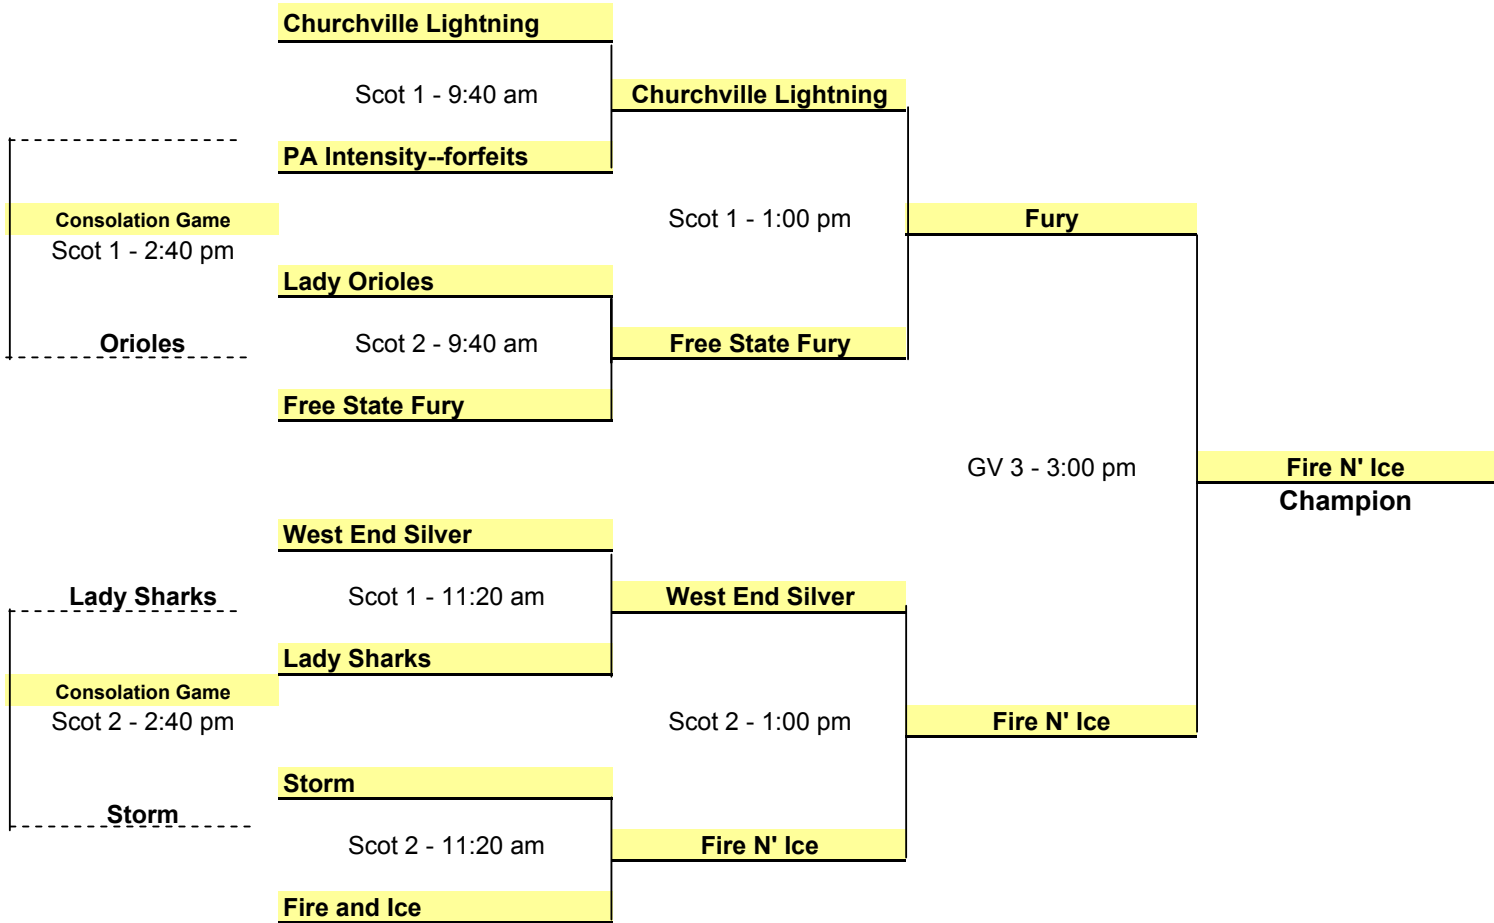 Churchville Lightning
Scot 1 - 9:40 am
Churchville Lightning
PA Intensity--forfeits
Consolation Game
Scot 1 - 1:00 pm
Fury
Scot 1 - 2:40 pm
Lady Orioles
Orioles
Scot 2 - 9:40 am
Free State Fury
Free State Fury
GV 3 - 3:00 pm
Fire N' Ice
Champion
West End Silver
Lady Sharks
Scot 1 - 11:20 am
West End Silver
Lady Sharks
Consolation Game
Scot 2 - 2:40 pm
Scot 2 - 1:00 pm
Fire N' Ice
Storm
Storm
Scot 2 - 11:20 am
Fire N' Ice
Fire and Ice